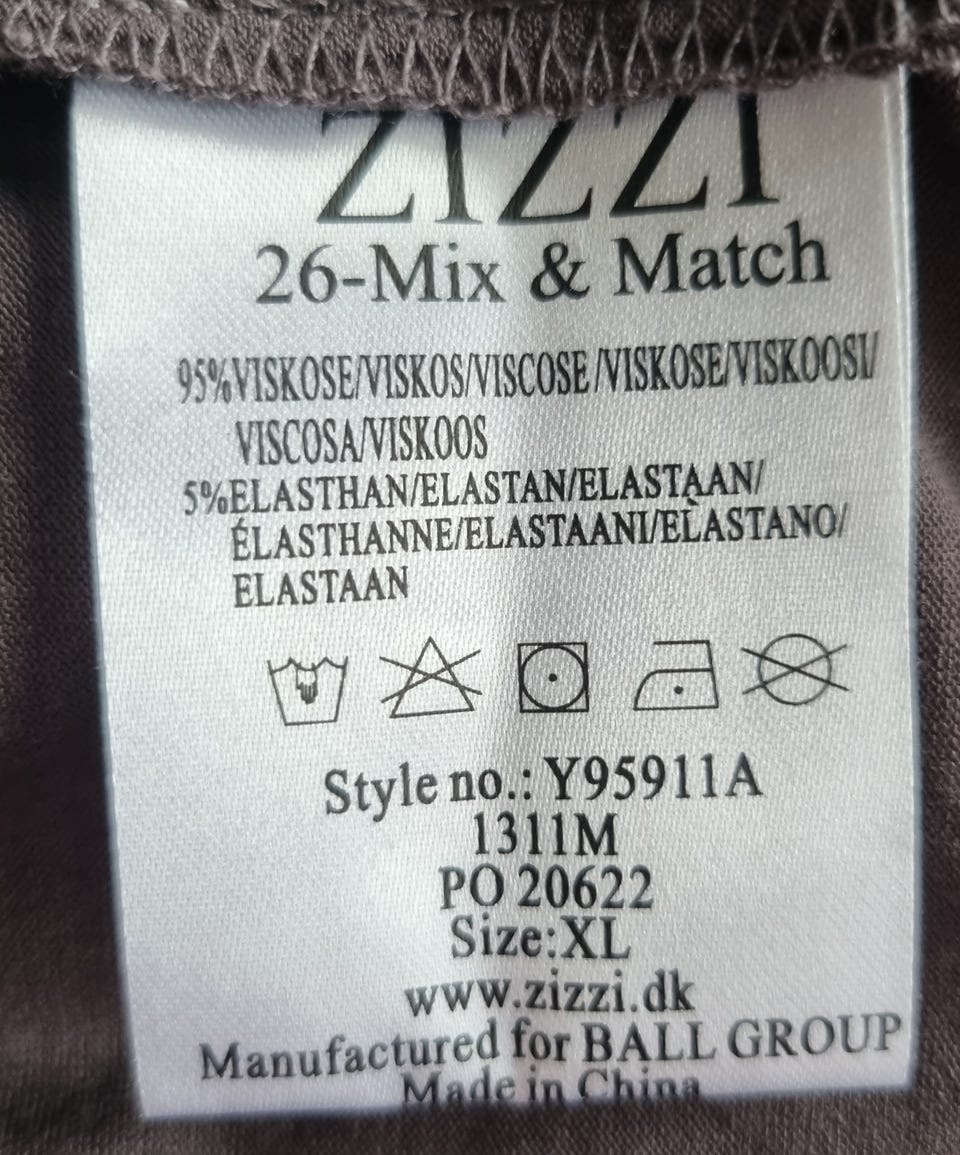 ZIZZI
26-Mix & Match
95%VISKOSE/VISKOS/VISCOSE/VISKOSE/VISKOOSI/
VISCOSA/VISKOOS
5%ELASTHAN/ELASTAN/ELASTAAN/
ÉLASTHANNE/ELASTAANI/ELASTANO/
ELASTAAN
Style no.: Y95911A
1311M
PO 20622
Size:XL
www.zizzi.dk
Manufactured for BALL GROUP
Made in China